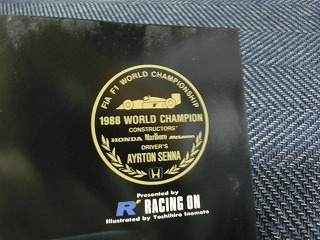 FIA F1 WORLD CHAMPIONSHIP
1988 WORLD CHAMPION
CONSTRUCTORS'
HONDA Marlboro McLaren
DRIVER'S
AYRTON SENNA
Presented by
R' RACING ON
Illustrated by Yoshihiro Inomoto